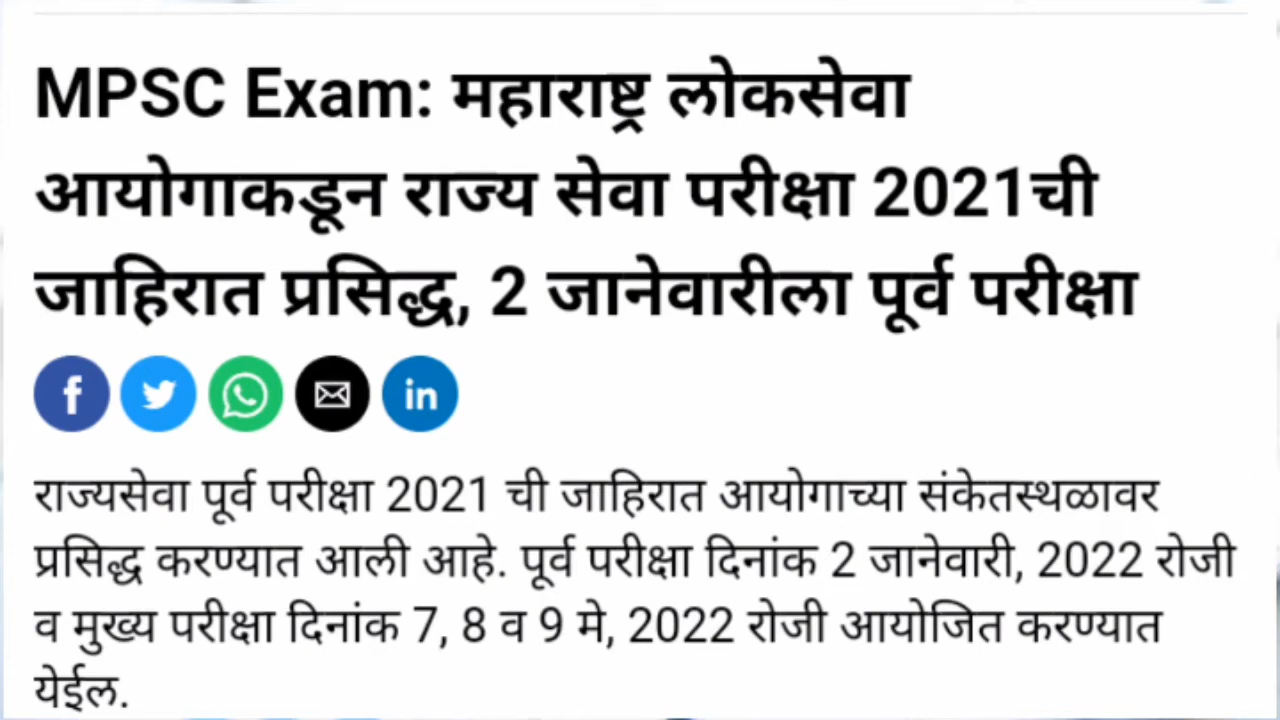 MPSC Exam: महाराष्ट्र लोकसेवा
आयोगाकडून राज्य सेवा परीक्षा 2021ची
जाहिरात प्रसिद्ध, 2 जानेवारीला पूर्व परीक्षा
f in
राज्यसेवा पूर्व परीक्षा 2021 ची जाहिरात आयोगाच्या संकेतस्थळावर
प्रसिद्ध करण्यात आली आहे. पूर्व परीक्षा दिनांक 2 जानेवारी, 2022 रोजी
व मुख्य परीक्षा दिनांक 7, 8 व 9 मे, 2022 रोजी आयोजित करण्यात
येईल.